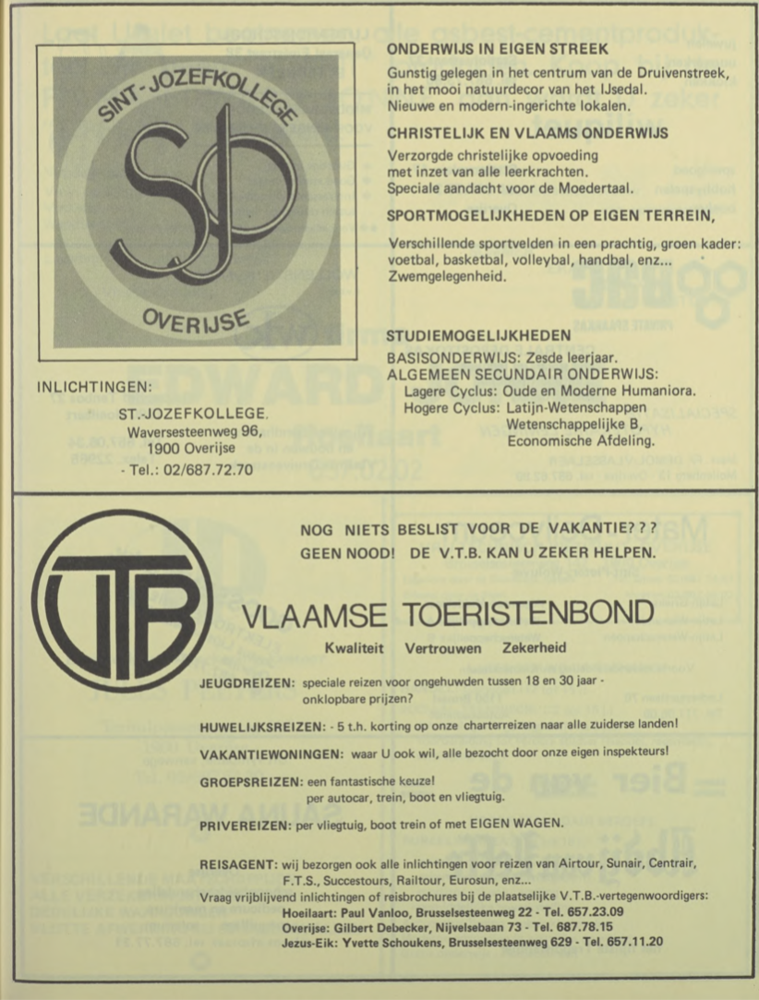 SINT-JOZEFKOLLEGE
SJO
OVERIJSE
INLICHTINGEN:
ST.-JOZEFKOLLEGE.
Waversesteenweg 96,
1900 Overijse
- Tel.: 02/687.72.70
ONDERWIJS IN EIGEN STREEK
Gunstig gelegen in het centrum van de Druivenstreek,
in het mooi natuurdecor van het IJsedal.
Nieuwe en modern-ingerichte lokalen.
CHRISTELIJK EN VLAAMS ONDERWIJS
Verzorgde christelijke opvoeding
met inzet van alle leerkrachten.
Speciale aandacht voor de Moedertaal.
SPORTMOGELIJKHEDEN OP EIGEN TERREIN,
Verschillende sportvelden in een prachtig, groen kader:
voetbal, basketbal, volleybal, handbal, enz...
Zwemgelegenheid.
STUDIEMOGELIJKHEDEN
BASISONDERWIJS: Zesde leerjaar.
ALGEMEEN SECUNDAIR ONDERWIJS:
Lagere Cyclus: Oude en Moderne Humaniora.
Hogere Cyclus: Latijn-Wetenschappen
Wetenschappelijke B,
Economische Afdeling.
VTB
NOG NIETS BESLIST VOOR DE VAKANTIE???
GEEN NOOD! DE V.T.B. KAN U ZEKER HELPEN.
VLAAMSE TOERISTENBOND
Kwaliteit Vertrouwen Zekerheid
JEUGDREIZEN: speciale reizen voor ongehuwden tussen 18 en 30 jaar -
onklopbare prijzen?
HUWELIJKSREIZEN: - 5 t.h. korting op onze charterreizen naar alle zuiderse landen!
VAKANTIEWONINGEN: waar U ook wil, alle bezocht door onze eigen inspekteurs!
GROEPSREIZEN: een fantastische keuze!
per autocar, trein, boot en vliegtuig.
PRIVEREIZEN: per vliegtuig, boot trein of met EIGEN WAGEN.
REISAGENT: wij bezorgen ook alle inlichtingen voor reizen van Airtour, Sunair, Centrair,
F.T.S., Succestours, Railtour, Eurosun, enz...
Vraag vrijblijvend inlichtingen of reisbrochures bij de plaatselijke V.T.B.-vertegenwoordigers:
Hoeilaart: Paul Vanloo, Brusselsesteenweg 22 - Tel. 657.23.09
Overijse: Gilbert Debecker, Nijvelsebaan 73 - Tel. 687.78.15
Jezus-Eik: Yvette Schoukens, Brusselsesteenweg 629 - Tel. 657.11.20